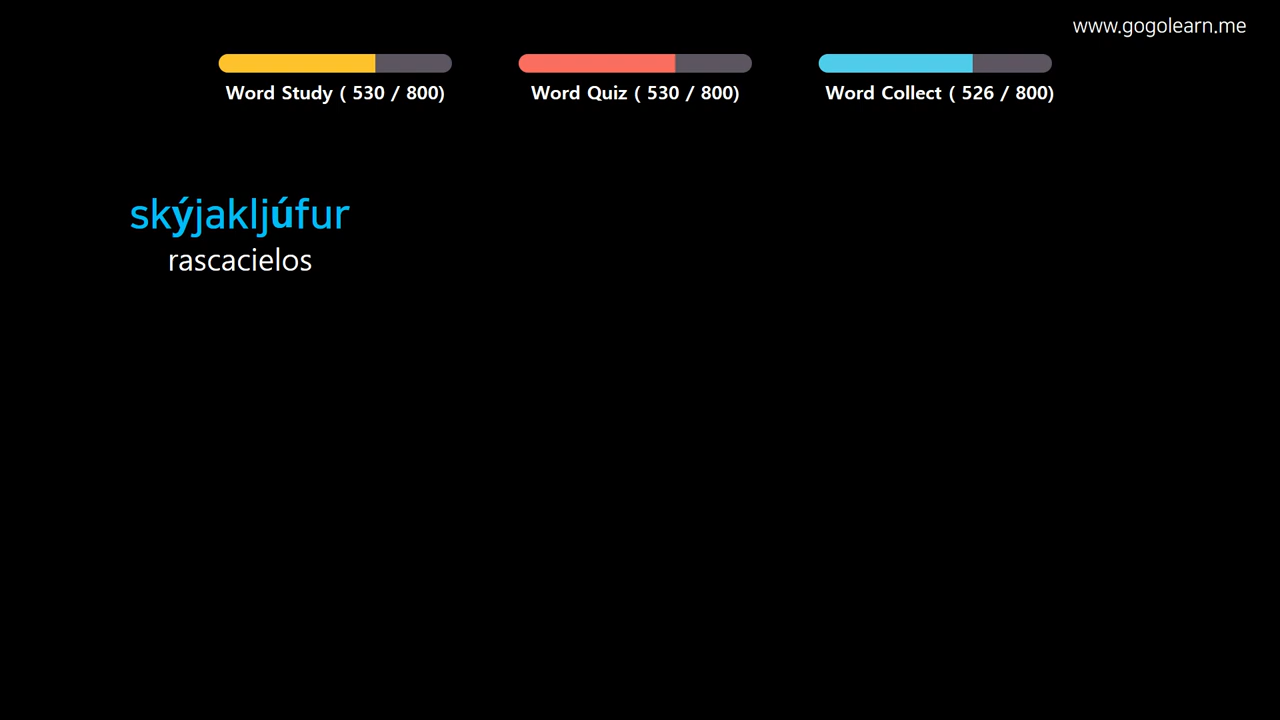 www.gogolearn.me
Word Study ( 530 / 800)
Word Quiz ( 530 / 800)
Word Collect ( 526 / 800)
skýjakljúfur
rascacielos